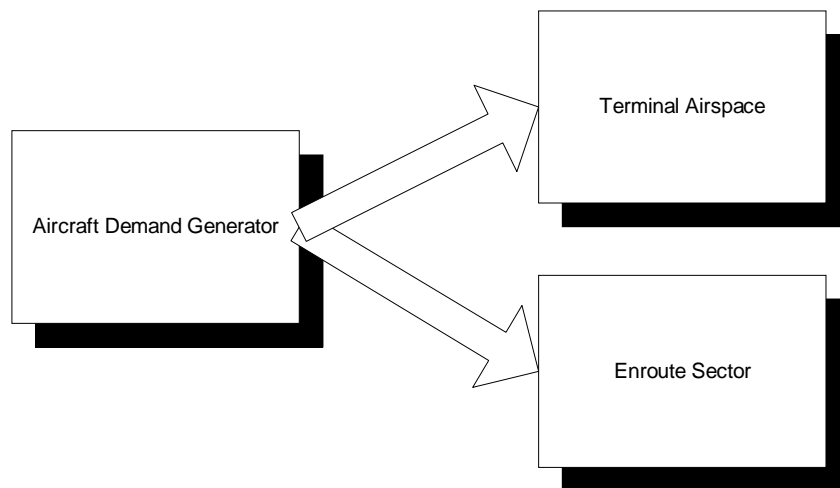 Terminal Airspace
Aircraft Demand Generator
Enroute Sector